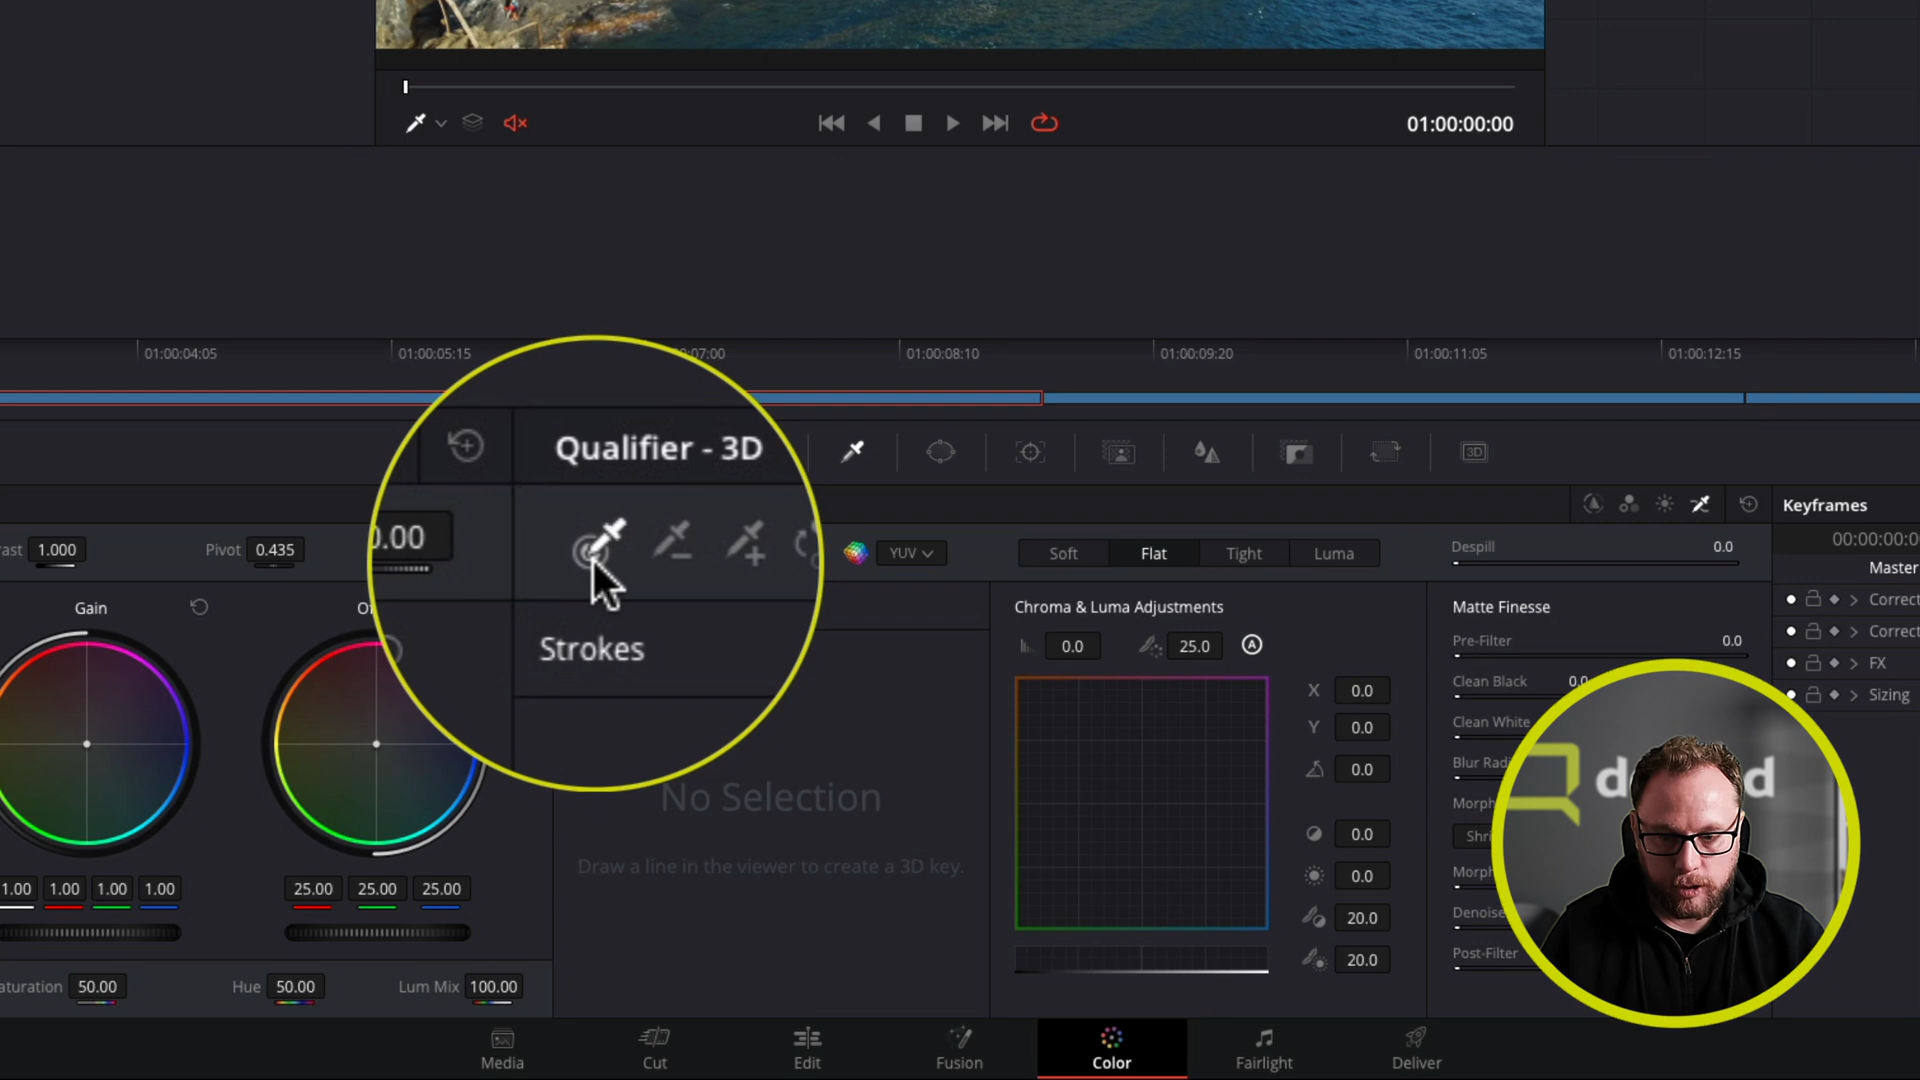 01:00:00:00
01:00:04:05
01:00:05:15
:07:00
01:00:08:10
01:00:09:20
01:00:11:05
01:00:12:15
Qualifier - 3D
3D
Keyframes
0.00
YUV
Soft
Flat
Tight
Luma
Despill
0.0
00:00:00:0
Master
ast
1.000
Pivot
0.435
Gain
Of
Strokes
Chroma & Luma Adjustments
0.0
25.0
A
Matte Finesse
Pre-Filter
0.0
Clean Black
0.0
Clean White
Blur Radi
Morph
Shri
Morph
Denoise
Post-Filter
Correct
Correct
FX
Sizing
X
0.0
Y
0.0
0.0
0.0
0.0
20.0
20.0
No Selection
Draw a line in the viewer to create a 3D key.
1.00
1.00
1.00
1.00
25.00
25.00
25.00
aturation
50.00
Hue
50.00
Lum Mix
100.00
Media
Cut
Edit
Fusion
Color
Fairlight
Deliver